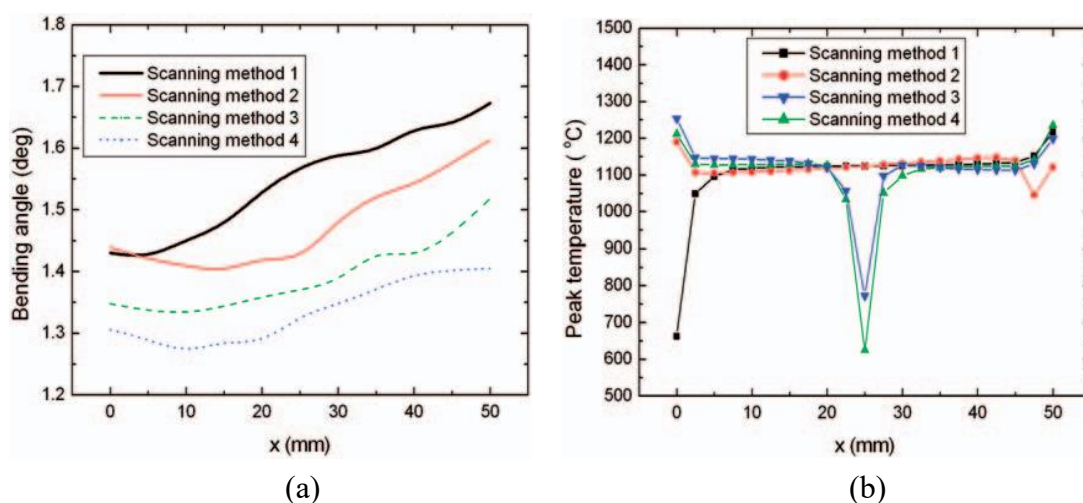 1.8
1.7
1.6
1.5
1.4
1.3
1.2
Bending angle (deg)
Scanning method 1
Scanning method 2
Scanning method 3
Scanning method 4
0 10 20 30 40 50
x (mm)
(a)
1500
1400
1300
1200
1100
1000
900
800
700
600
500
Peak temperature ( °C)
Scanning method 1
Scanning method 2
Scanning method 3
Scanning method 4
0 10 20 30 40 50
x (mm)
(b)